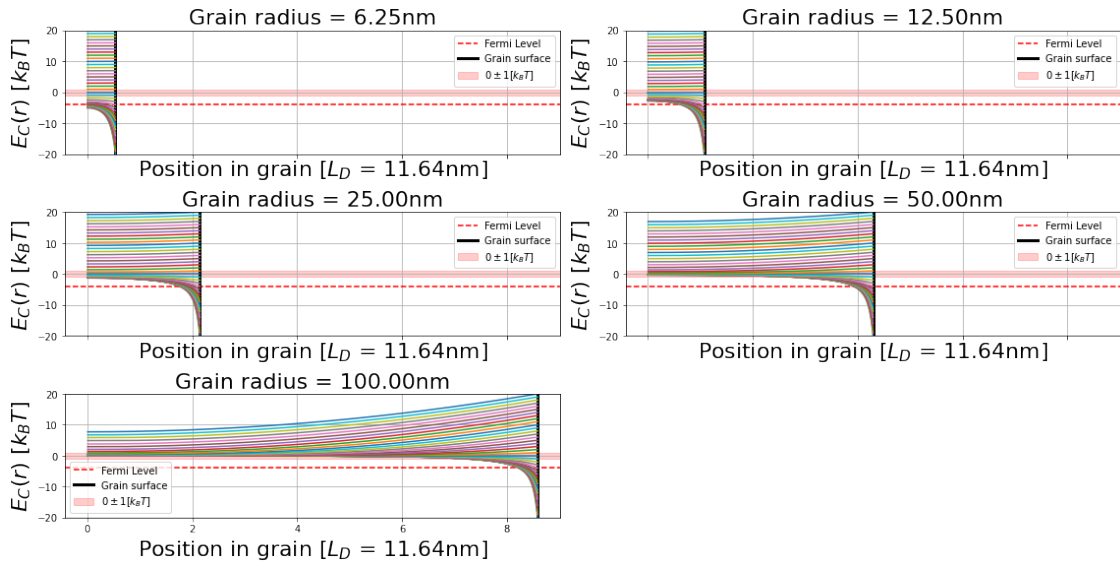 Grain radius = 6.25nm
E_C(r) [k_BT]
20
10
0
−10
−20
Fermi Level
Grain surface
0 ± 1[k_BT]
Position in grain [L_D = 11.64nm]
Grain radius = 12.50nm
E_C(r) [k_BT]
20
10
0
−10
−20
Fermi Level
Grain surface
0 ± 1[k_BT]
Position in grain [L_D = 11.64nm]
Grain radius = 25.00nm
E_C(r) [k_BT]
20
10
0
−10
−20
Fermi Level
Grain surface
0 ± 1[k_BT]
Position in grain [L_D = 11.64nm]
Grain radius = 50.00nm
E_C(r) [k_BT]
20
10
0
−10
−20
Fermi Level
Grain surface
0 ± 1[k_BT]
Position in grain [L_D = 11.64nm]
Grain radius = 100.00nm
E_C(r) [k_BT]
20
10
0
−10
−20
Fermi Level
Grain surface
0 ± 1[k_BT]
0 2 4 6 8
Position in grain [L_D = 11.64nm]